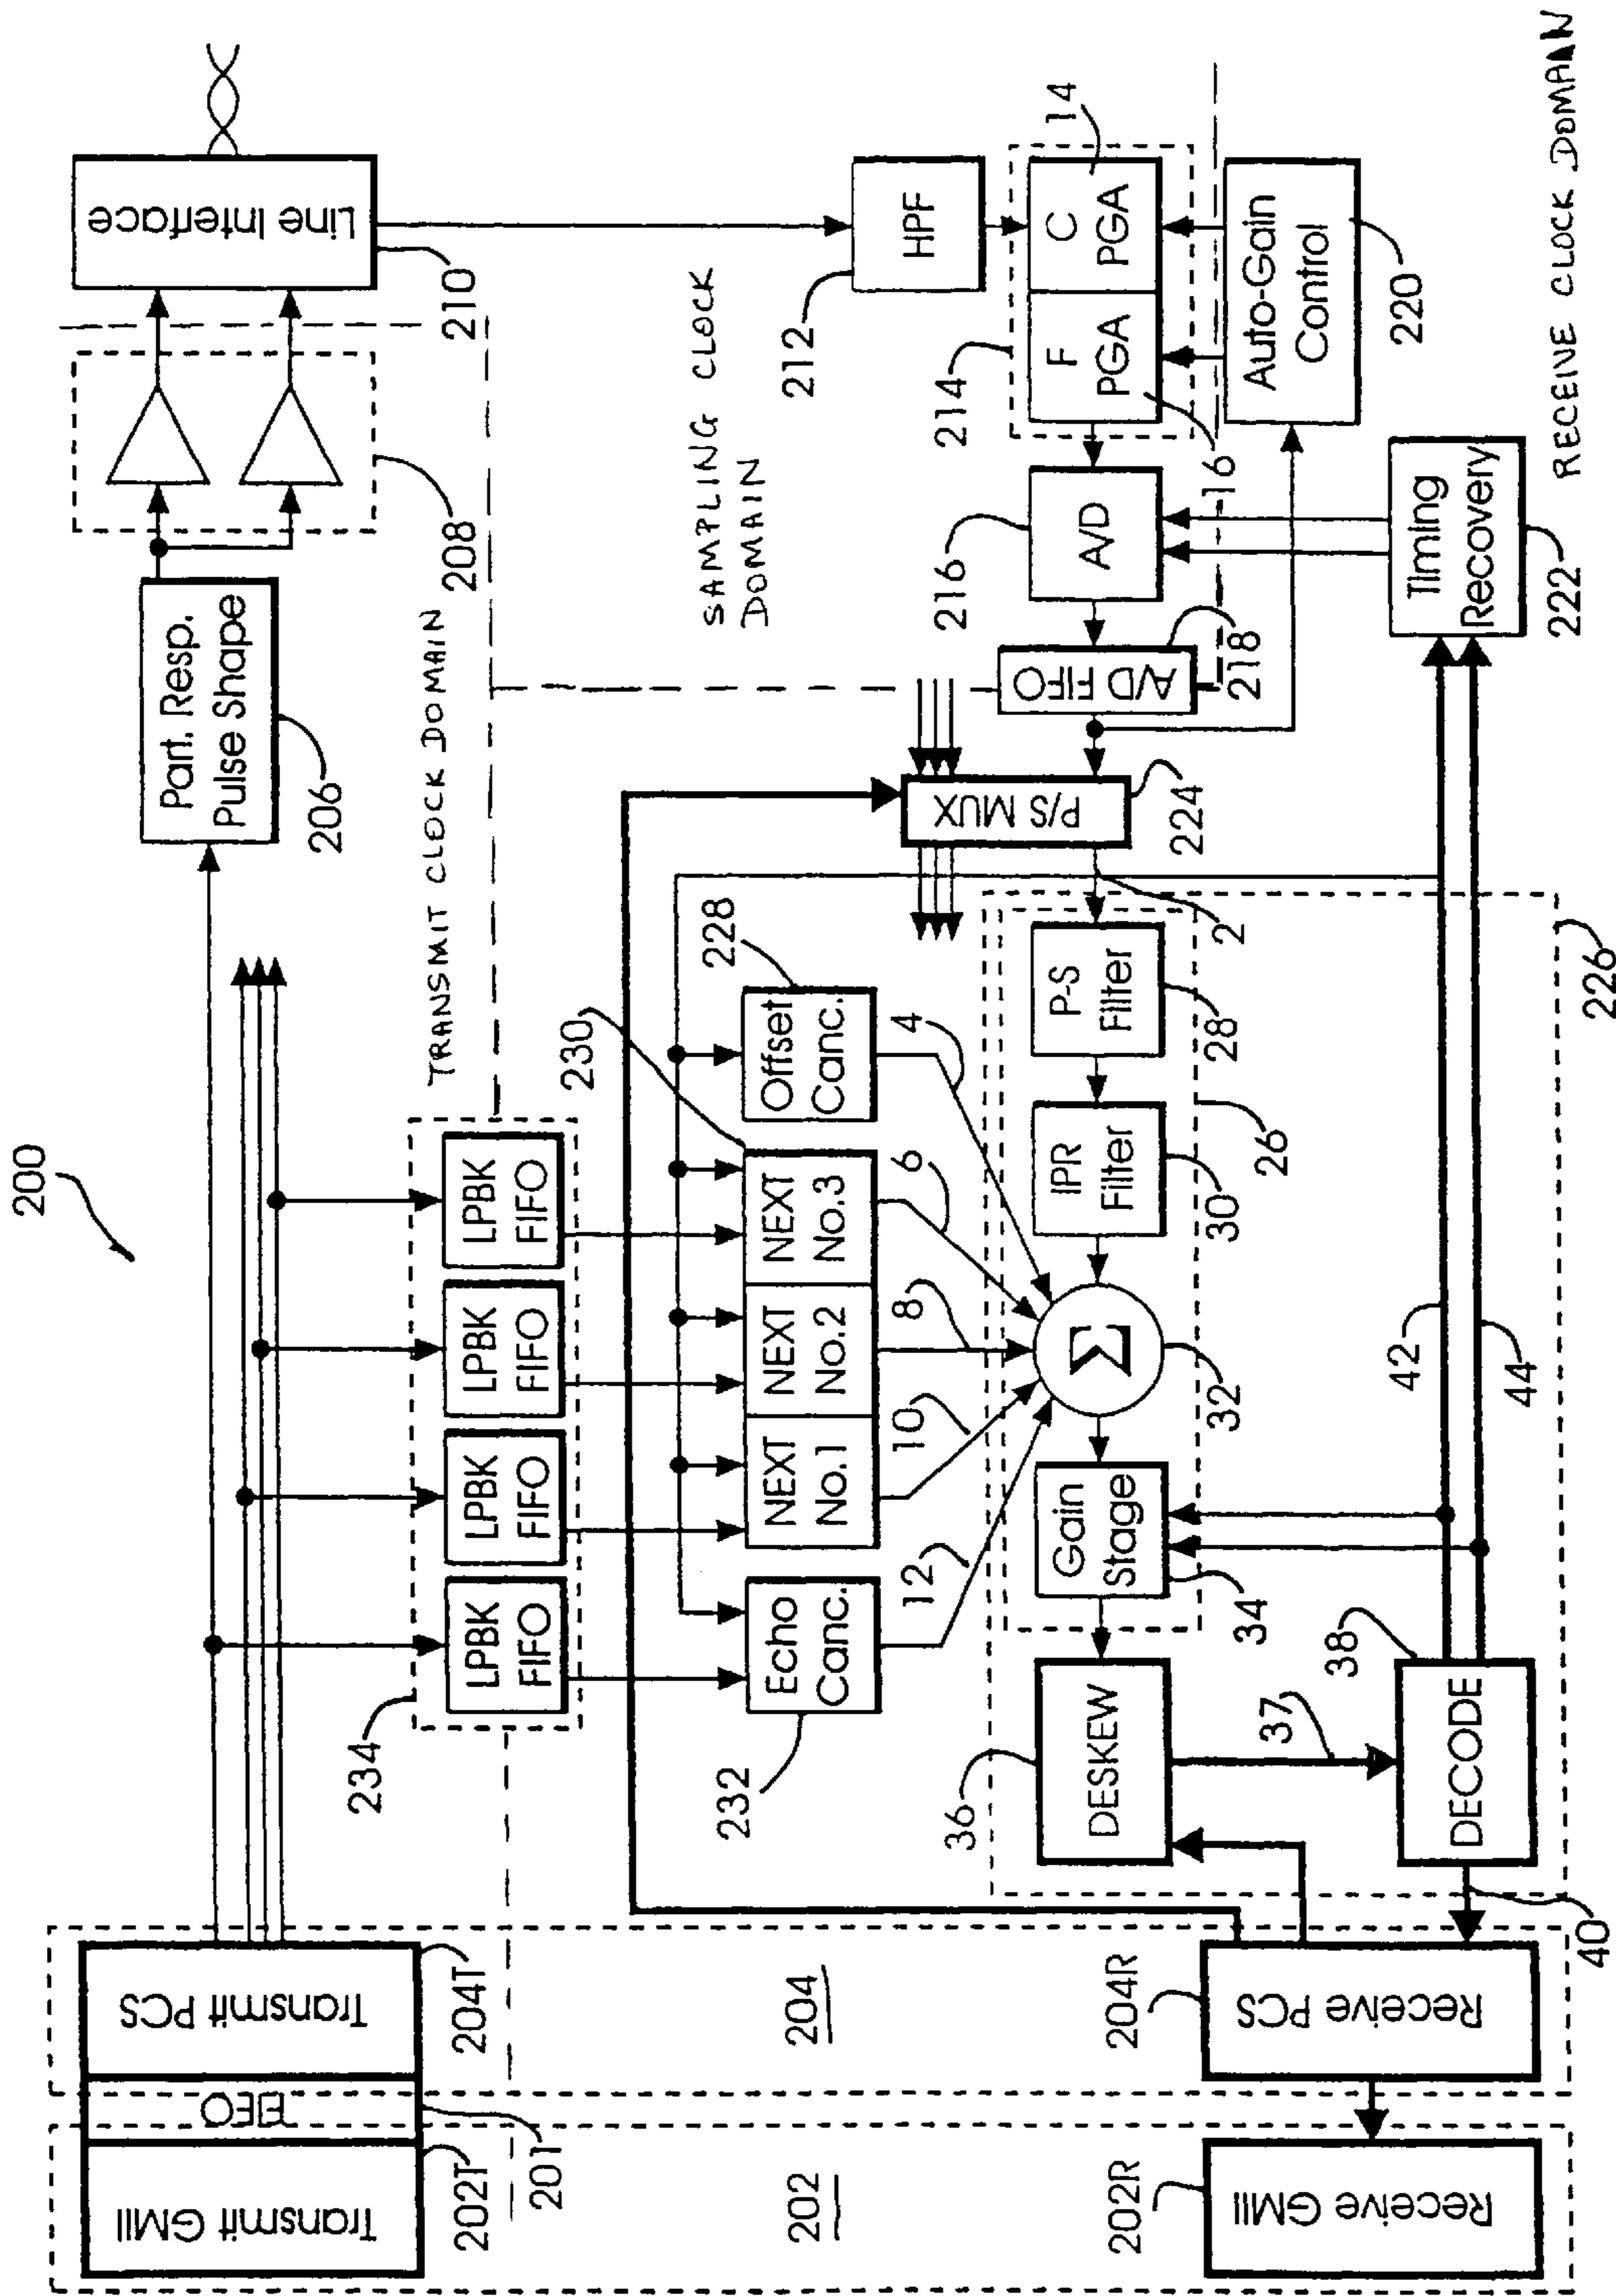 200
Transmit GMII
202T
FIFO
201
Transmit PCS
204T
Part. Resp.
Pulse Shape
206
208
Line Interface
210
TRANSMIT CLOCK DOMAIN
234
LPBK
FIFO
LPBK
FIFO
LPBK
FIFO
LPBK
FIFO
230
228
Echo
Canc.
232
NEXT
No.1
NEXT
No.2
NEXT
No.3
Offset
Canc.
12
10
8
6
4
SAMPLING CLOCK
DOMAIN
HPF
212
C
PGA
14
F
PGA
16
214
A/D
216
A/D FIFO
218
P/S MUX
224
2
P-S
Filter
28
IPR
Filter
30
26
Σ
32
Gain
Stage
34
DESKEW
36
37
DECODE
38
40
42
44
226
Auto-Gain
Control
220
Timing
Recovery
222
RECEIVE CLOCK DOMAIN
202
204
Receive PCS
204R
Receive GMII
202R